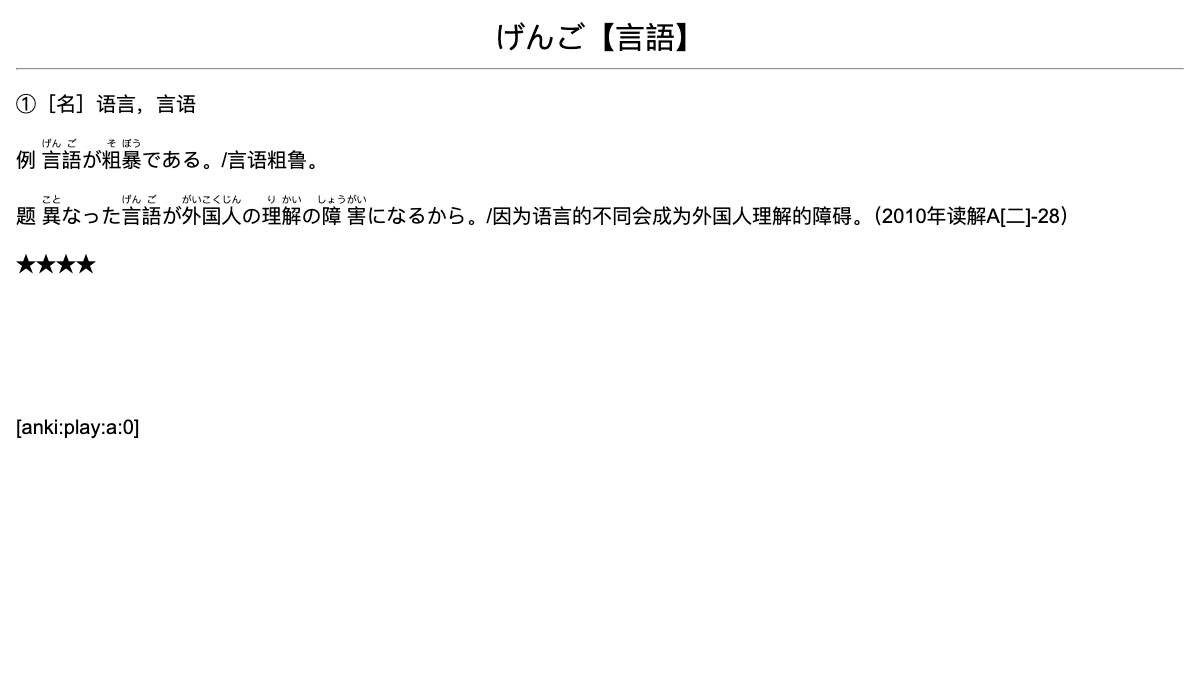 げんご【言語】
①［名］语言，言语
げん ご そ ぼう
例 言語が粗暴である。/言语粗鲁。
こと げん ご がいこくじん り かい しょうがい
题 異なった言語が外国人の理解の障害になるから。/因为语言的不同会成为外国人理解的障碍。（2010年读解A[二]-28）
★★★★
[anki:play:a:0]